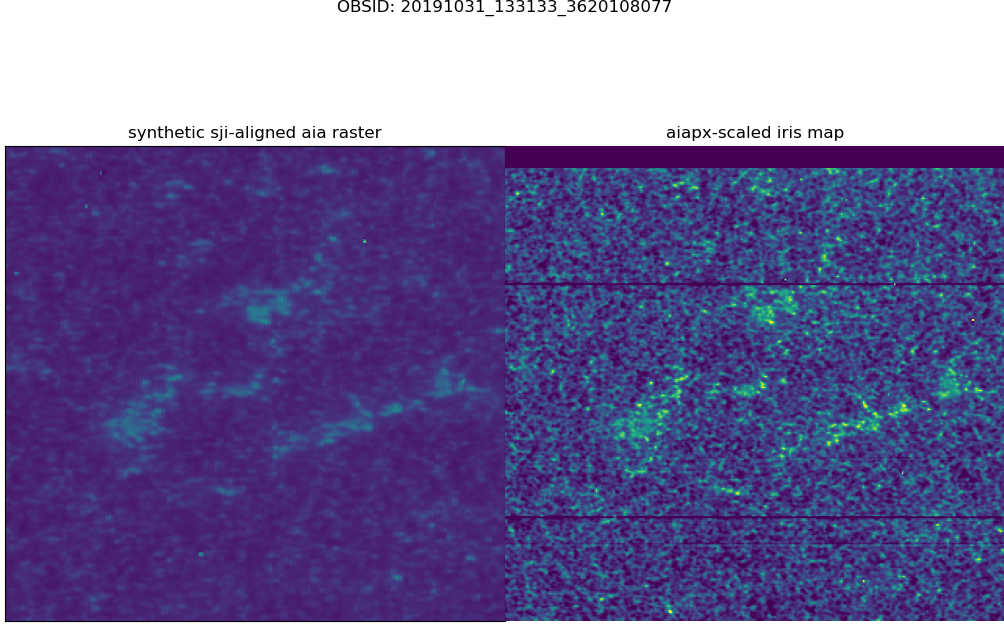 OBSID: 20191031_133133_3620108077
synthetic sji-aligned aia raster
aiapx-scaled iris map